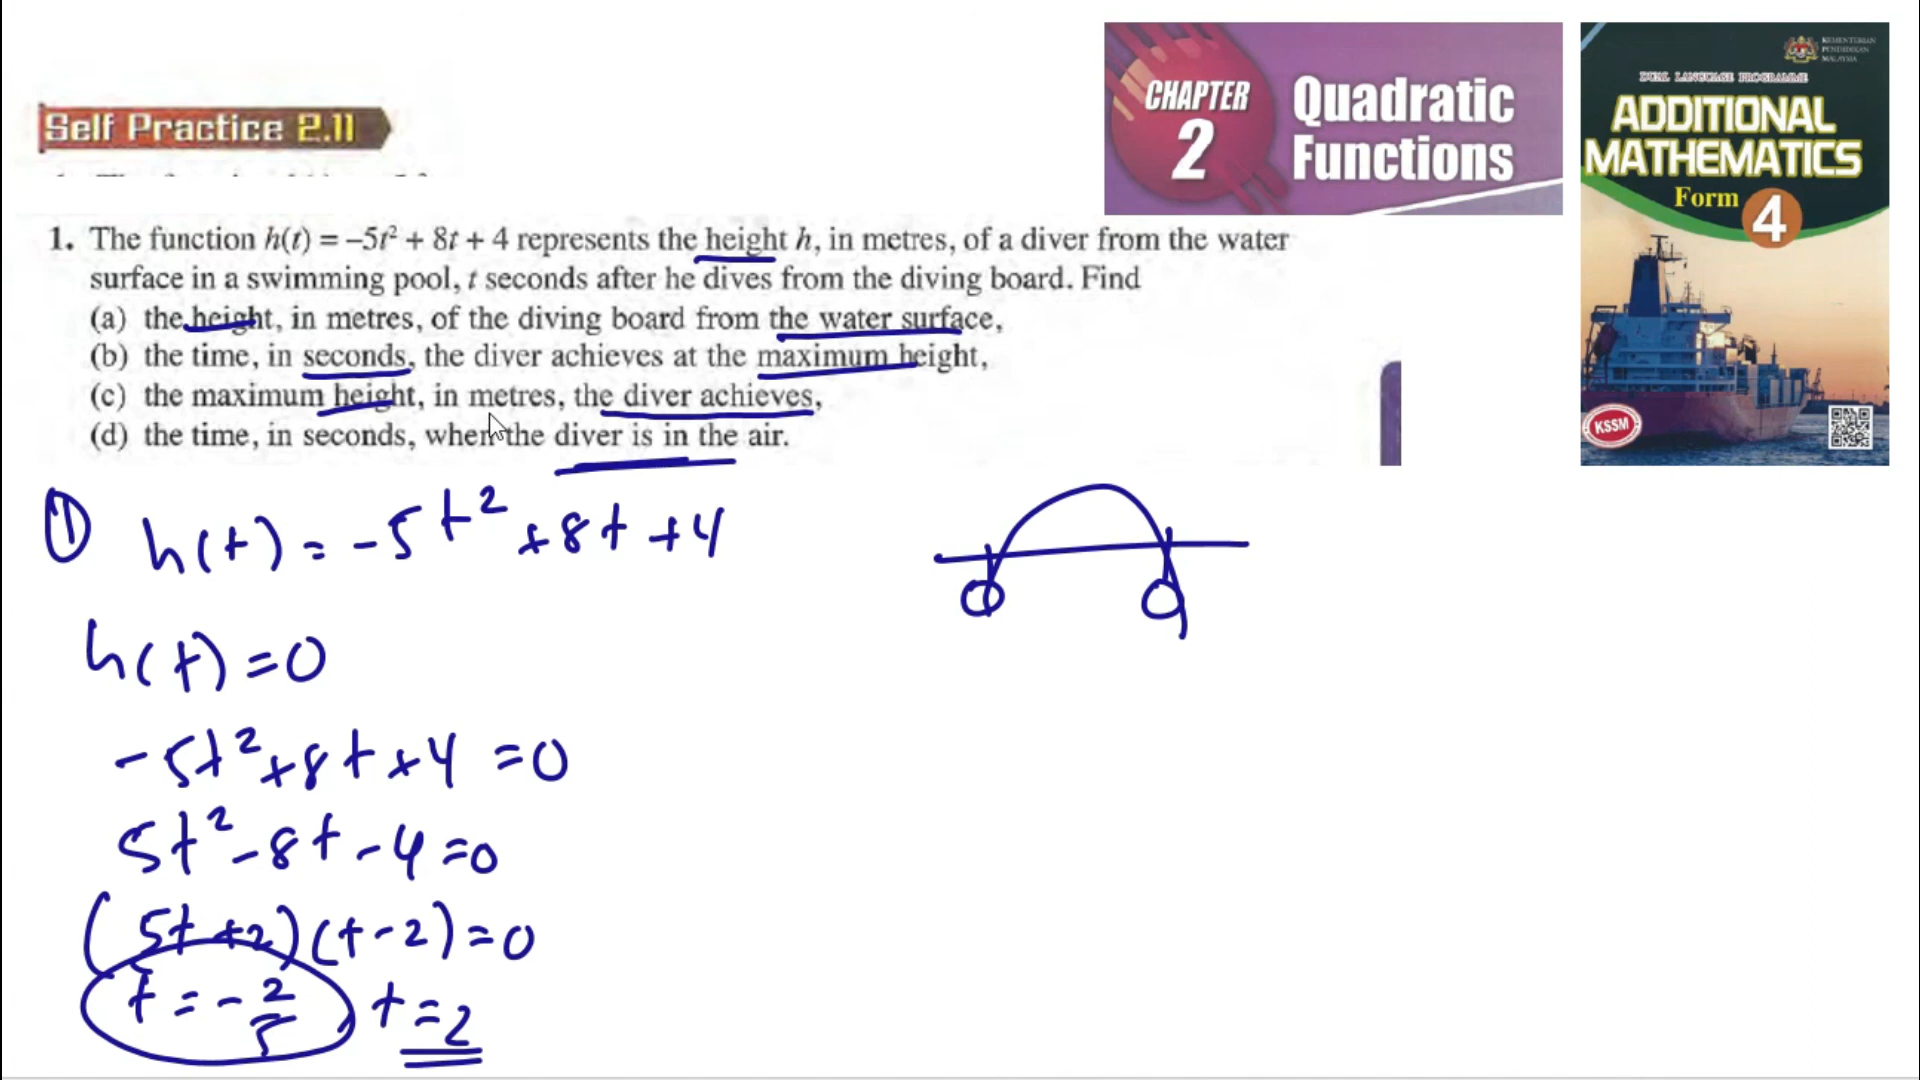 Self Practice 2.11
CHAPTER 2
Quadratic Functions
KEMENTERIAN
PENDIDIKAN
MALAYSIA
DUAL LANGUAGE PROGRAMME
ADDITIONAL
MATHEMATICS
Form 4
KSSM
1. The function h(t) = –5t² + 8t + 4 represents the height h, in metres, of a diver from the water
surface in a swimming pool, t seconds after he dives from the diving board. Find
(a) the height, in metres, of the diving board from the water surface,
(b) the time, in seconds, the diver achieves at the maximum height,
(c) the maximum height, in metres, the diver achieves,
(d) the time, in seconds, when the diver is in the air.
① h(t) = -5t² +8t +4
h(t) =0
-5t²+8t+4 =0
5t²-8t-4=0
(5t+2)(t-2)=0
t = -2/5 t=2